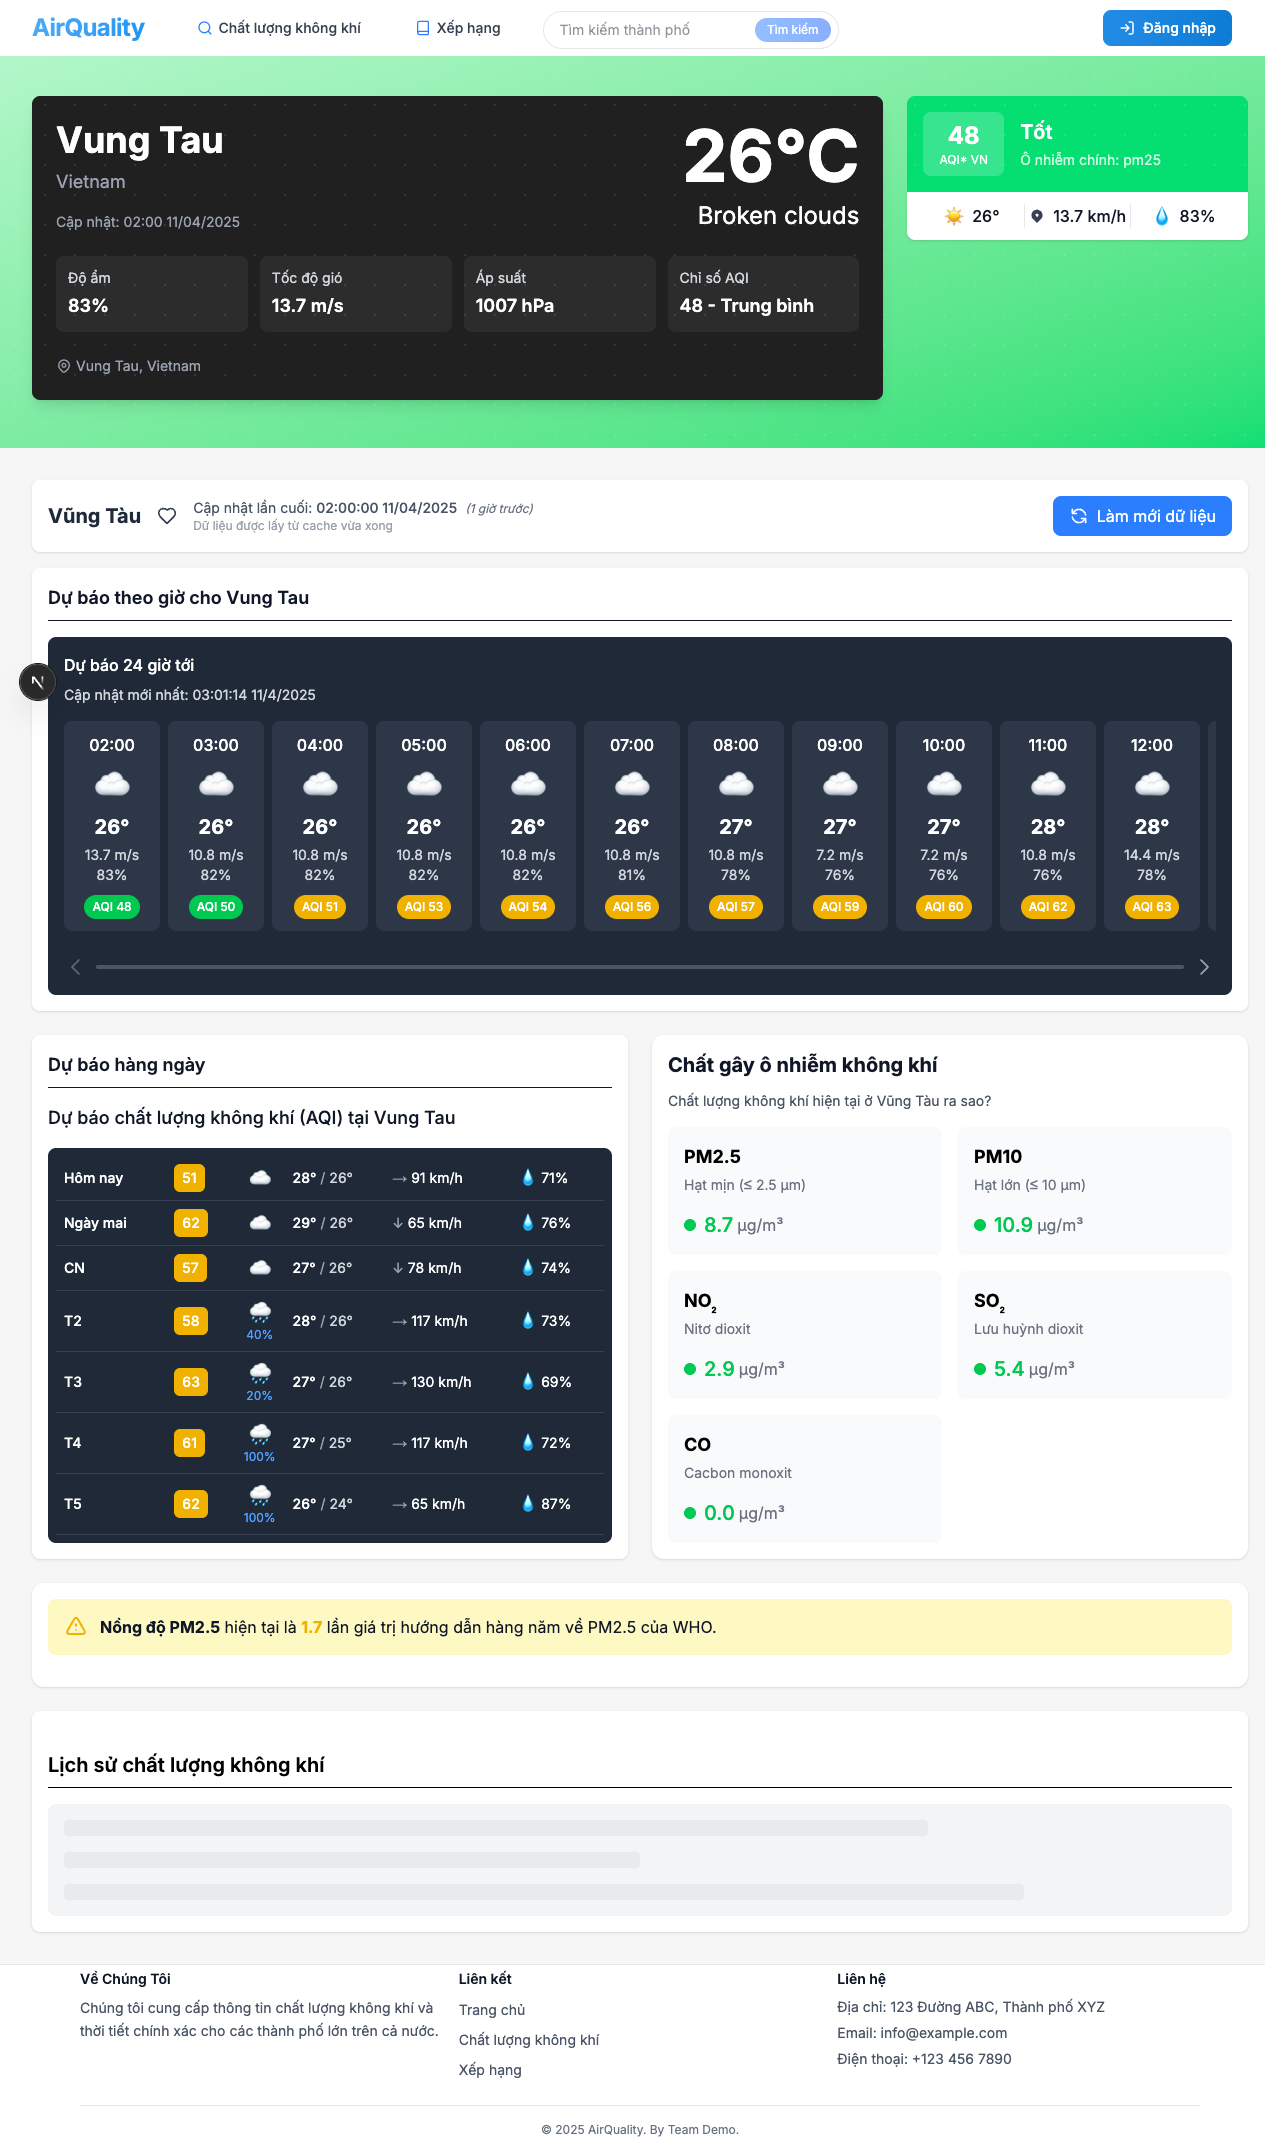 AirQuality
Chất lượng không khí
Xếp hạng
Tìm kiếm thành phố
Tìm kiếm
Đăng nhập
Vung Tau
Vietnam
Cập nhật: 02:00 11/04/2025
26°C
Broken clouds
Độ ẩm
83%
Tốc độ gió
13.7 m/s
Áp suất
1007 hPa
Chỉ số AQI
48 - Trung bình
Vung Tau, Vietnam
48
AQI* VN
Tốt
Ô nhiễm chính: pm25
26°
13.7 km/h
83%
Vũng Tàu
Cập nhật lần cuối: 02:00:00 11/04/2025 (1 giờ trước)
Dữ liệu được lấy từ cache vừa xong
Làm mới dữ liệu
Dự báo theo giờ cho Vung Tau
Dự báo 24 giờ tới
Cập nhật mới nhất: 03:01:14 11/4/2025
02:00 03:00 04:00 05:00 06:00 07:00 08:00 09:00 10:00 11:00 12:00
26° 26° 26° 26° 26° 26° 27° 27° 27° 28° 28°
13.7 m/s 10.8 m/s 10.8 m/s 10.8 m/s 10.8 m/s 10.8 m/s 10.8 m/s 7.2 m/s 7.2 m/s 10.8 m/s 14.4 m/s
83% 82% 82% 82% 82% 81% 78% 76% 76% 76% 78%
AQI 48 AQI 50 AQI 51 AQI 53 AQI 54 AQI 56 AQI 57 AQI 59 AQI 60 AQI 62 AQI 63
Dự báo hàng ngày
Dự báo chất lượng không khí (AQI) tại Vung Tau
Hôm nay 51 28° / 26° → 91 km/h 71%
Ngày mai 62 29° / 26° ↓ 65 km/h 76%
CN 57 27° / 26° ↓ 78 km/h 74%
T2 58 40% 28° / 26° → 117 km/h 73%
T3 63 20% 27° / 26° → 130 km/h 69%
T4 61 100% 27° / 25° → 117 km/h 72%
T5 62 100% 26° / 24° → 65 km/h 87%
Chất gây ô nhiễm không khí
Chất lượng không khí hiện tại ở Vũng Tàu ra sao?
PM2.5
Hạt mịn (≤ 2.5 µm)
8.7 µg/m³
PM10
Hạt lớn (≤ 10 µm)
10.9 µg/m³
NO₂
Nitơ dioxit
2.9 µg/m³
SO₂
Lưu huỳnh dioxit
5.4 µg/m³
CO
Cacbon monoxit
0.0 µg/m³
Nồng độ PM2.5 hiện tại là 1.7 lần giá trị hướng dẫn hàng năm về PM2.5 của WHO.
Lịch sử chất lượng không khí
Về Chúng Tôi
Chúng tôi cung cấp thông tin chất lượng không khí và
thời tiết chính xác cho các thành phố lớn trên cả nước.
Liên kết
Trang chủ
Chất lượng không khí
Xếp hạng
Liên hệ
Địa chỉ: 123 Đường ABC, Thành phố XYZ
Email: info@example.com
Điện thoại: +123 456 7890
© 2025 AirQuality. By Team Demo.